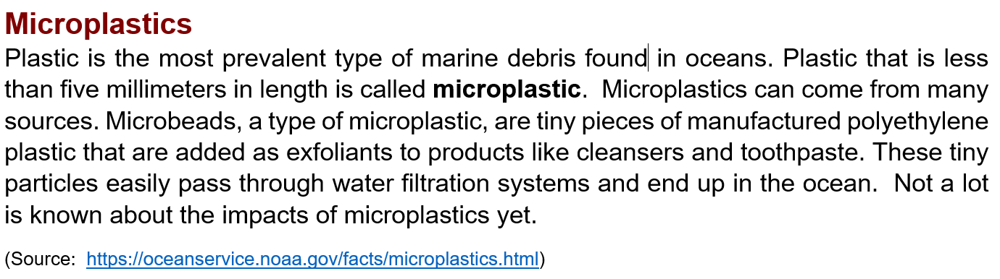 Microplastics
Plastic is the most prevalent type of marine debris found in oceans. Plastic that is less
than five millimeters in length is called microplastic.  Microplastics can come from many
sources. Microbeads, a type of microplastic, are tiny pieces of manufactured polyethylene
plastic that are added as exfoliants to products like cleansers and toothpaste. These tiny
particles easily pass through water filtration systems and end up in the ocean.  Not a lot
is known about the impacts of microplastics yet.
(Source:  https://oceanservice.noaa.gov/facts/microplastics.html)